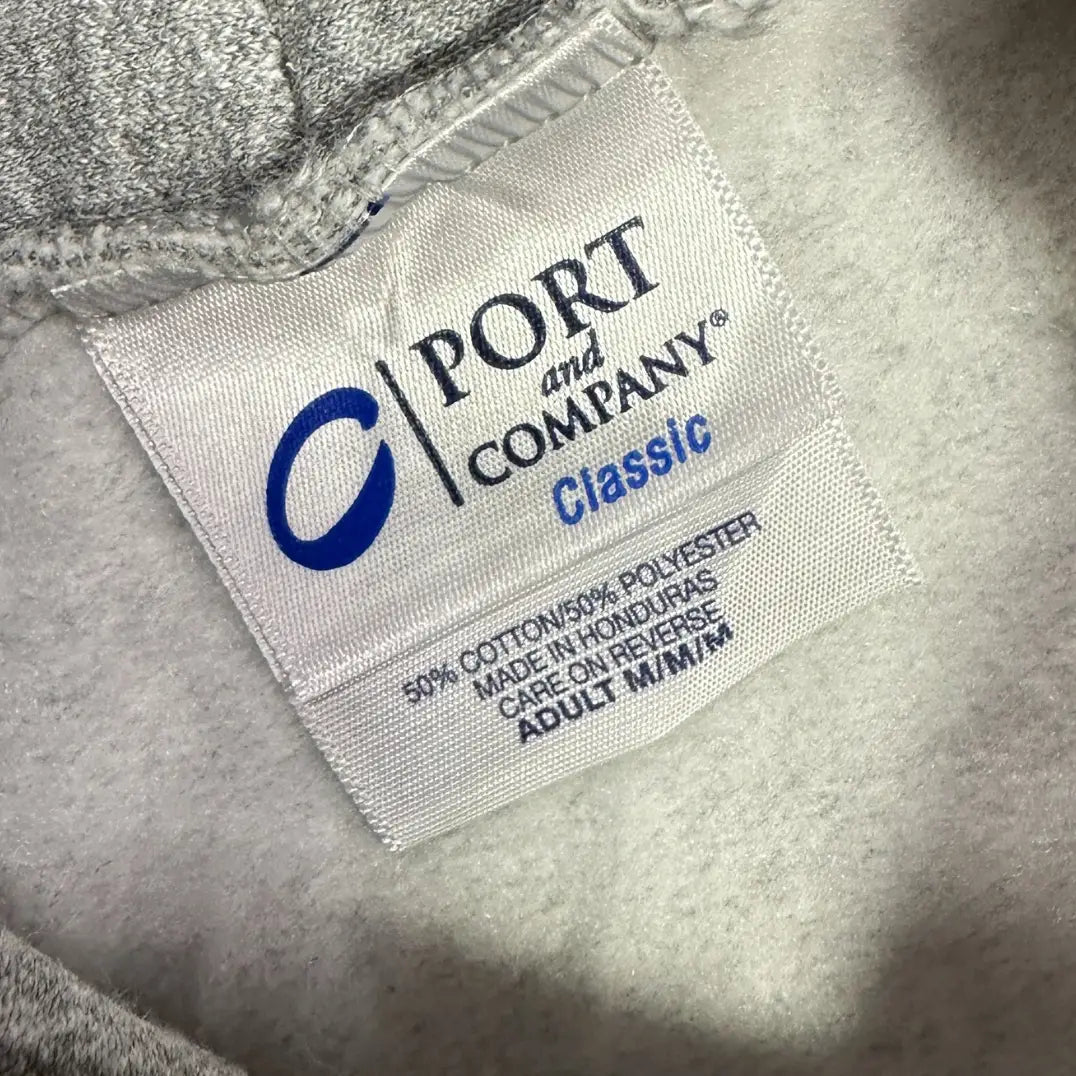 PORT
and
COMPANY®
Classic
50% COTTON/50% POLYESTER
MADE IN HONDURAS
CARE ON REVERSE
ADULT M/M/M